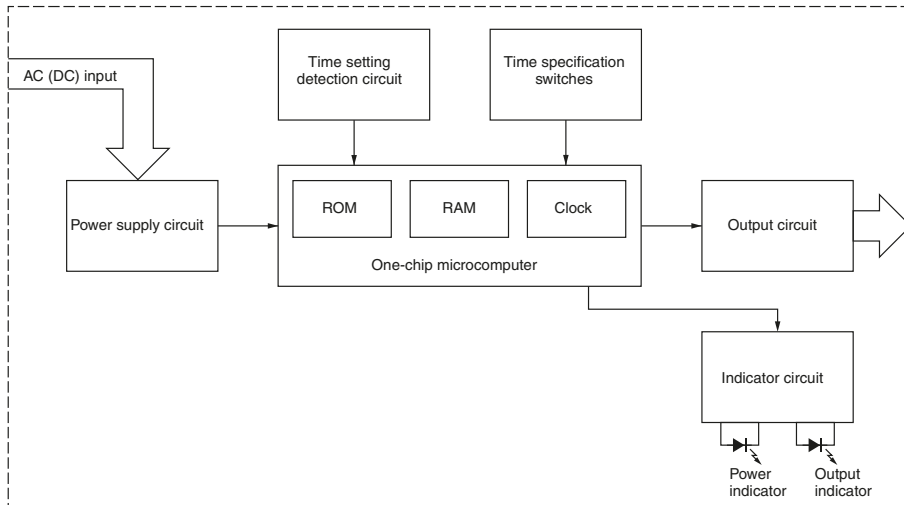 AC (DC) input
Time setting
detection circuit
Time specification
switches
Power supply circuit
ROM
RAM
Clock
One-chip microcomputer
Output circuit
Indicator circuit
Power
indicator
Output
indicator